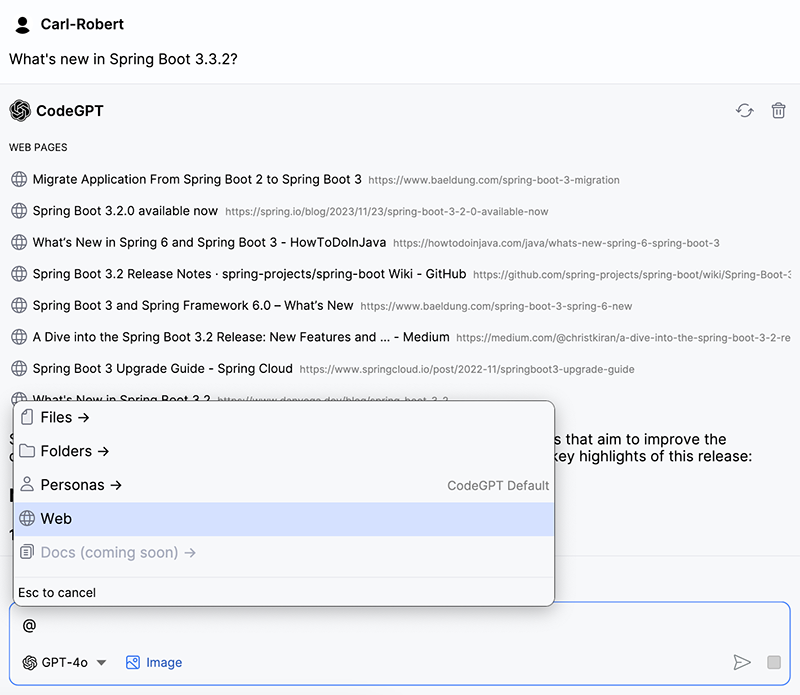 Carl-Robert
What's new in Spring Boot 3.3.2?
CodeGPT
WEB PAGES
Migrate Application From Spring Boot 2 to Spring Boot 3 https://www.baeldung.com/spring-boot-3-migration
Spring Boot 3.2.0 available now https://spring.io/blog/2023/11/23/spring-boot-3-2-0-available-now
What's New in Spring 6 and Spring Boot 3 - HowToDoInJava https://howtodoinjava.com/java/whats-new-spring-6-spring-boot-3
Spring Boot 3.2 Release Notes · spring-projects/spring-boot Wiki - GitHub https://github.com/spring-projects/spring-boot/wiki/Spring-Boot-3
Spring Boot 3 and Spring Framework 6.0 – What's New https://www.baeldung.com/spring-boot-3-spring-6-new
A Dive into the Spring Boot 3.2 Release: New Features and ... - Medium https://medium.com/@christkiran/a-dive-into-the-spring-boot-3-2-re
Spring Boot 3 Upgrade Guide - Spring Cloud https://www.springcloud.io/post/2022-11/springboot3-upgrade-guide
What's New in Spring Boot 3.2
s that aim to improve the
key highlights of this release:
Files →
Folders →
Personas → CodeGPT Default
Web
Docs (coming soon) →
Esc to cancel
@
GPT-4o Image